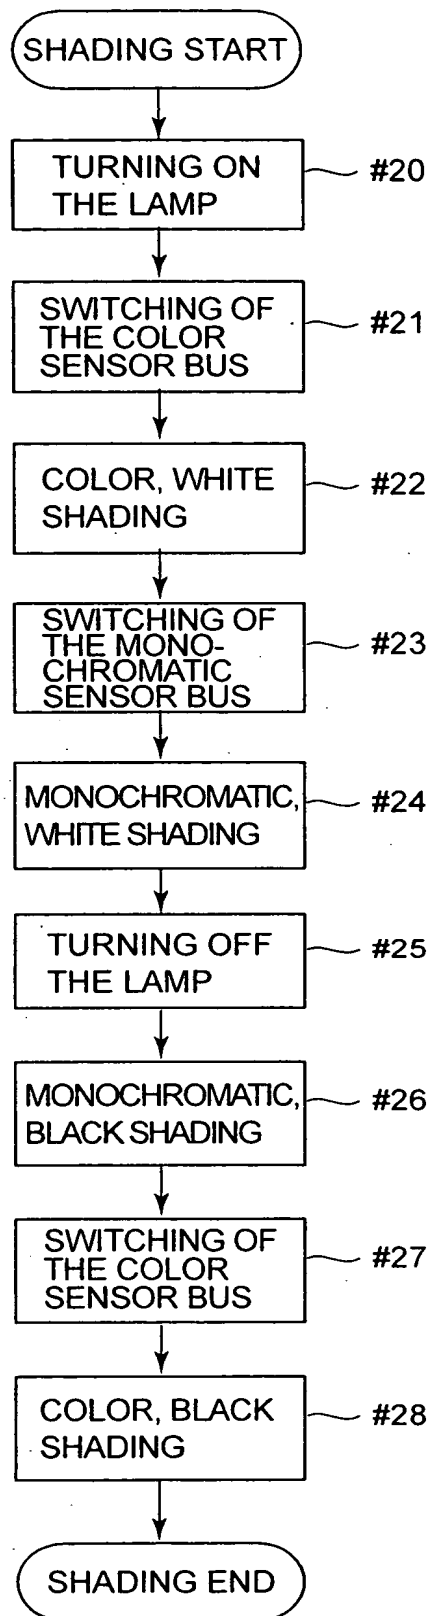 SHADING START
TURNING ON
THE LAMP
#20
SWITCHING OF
THE COLOR
SENSOR BUS
#21
COLOR, WHITE
SHADING
#22
SWITCHING OF
THE MONO-
CHROMATIC
SENSOR BUS
#23
MONOCHROMATIC,
WHITE SHADING
#24
TURNING OFF
THE LAMP
#25
MONOCHROMATIC,
BLACK SHADING
#26
SWITCHING OF
THE COLOR
SENSOR BUS
#27
COLOR, BLACK
SHADING
#28
SHADING END